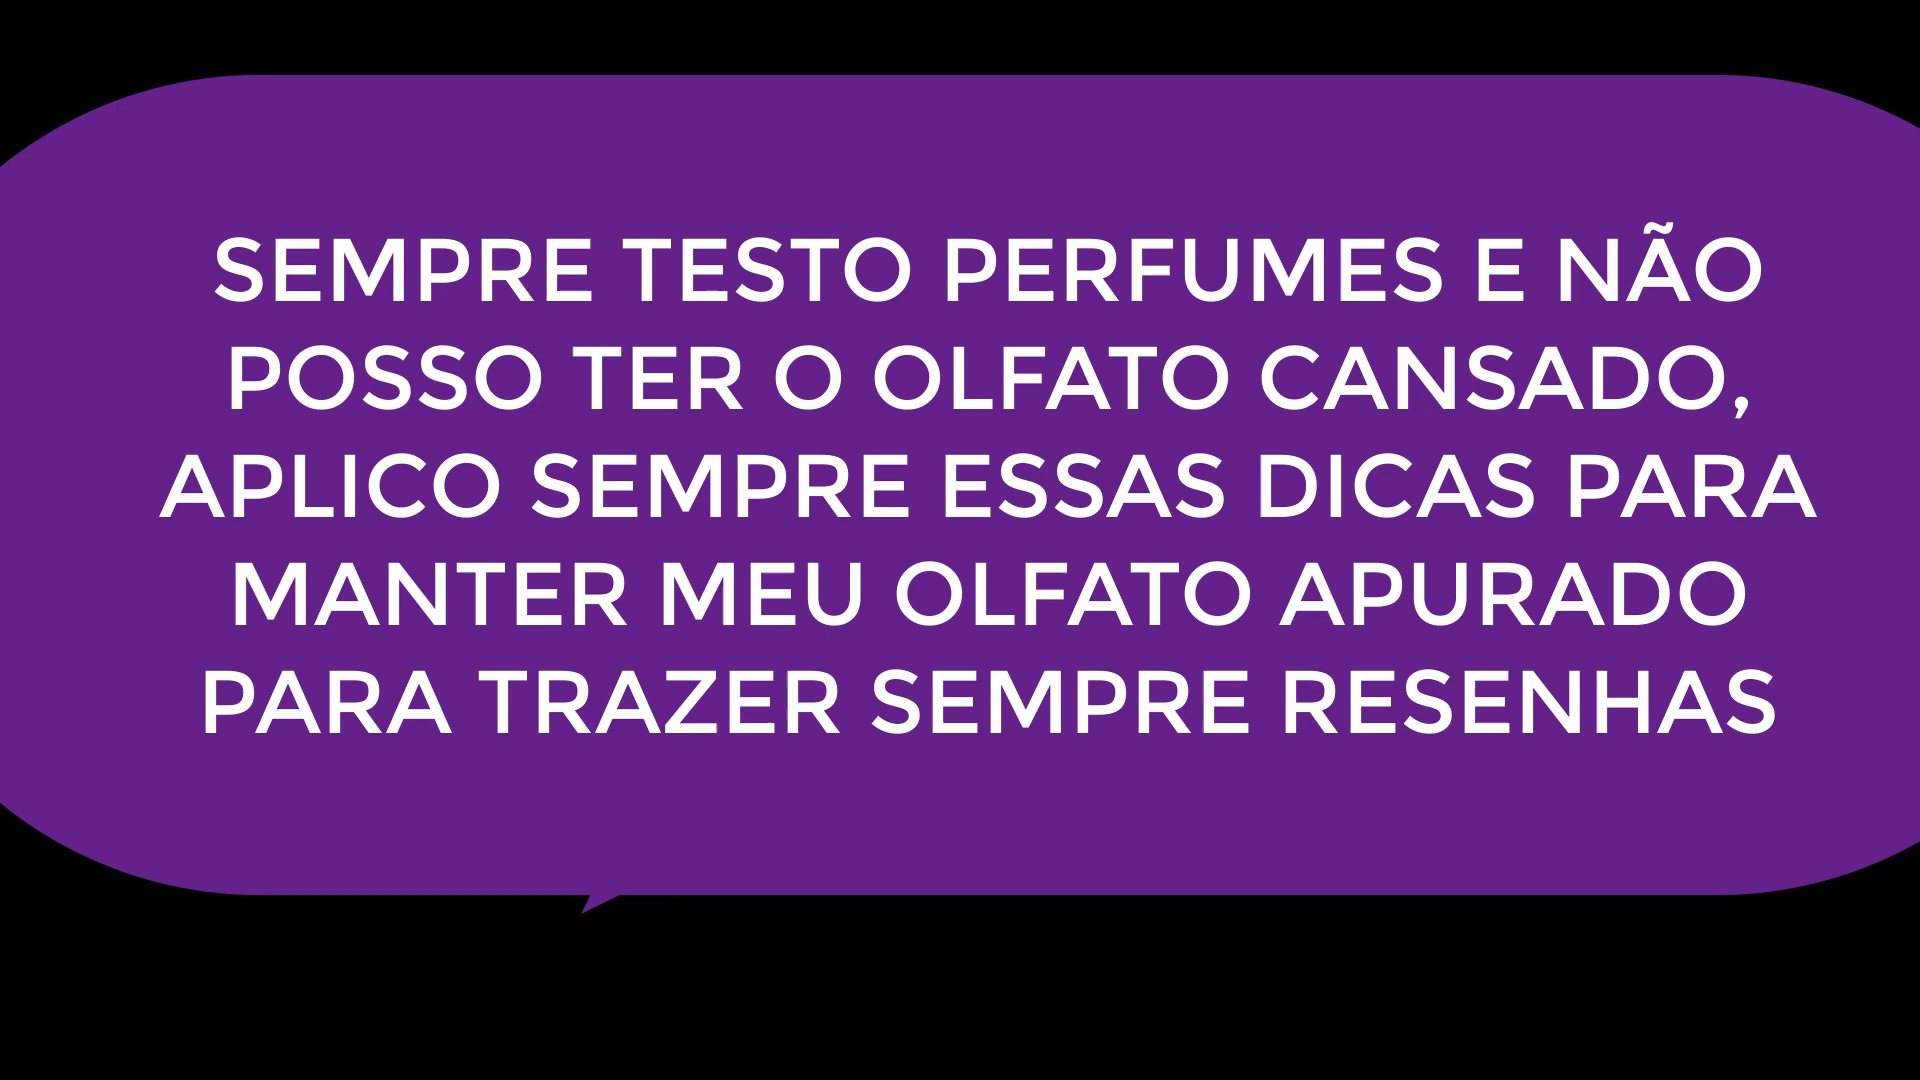 SEMPRE TESTO PERFUMES E NÃO
POSSO TER O OLFATO CANSADO,
APLICO SEMPRE ESSAS DICAS PARA
MANTER MEU OLFATO APURADO
PARA TRAZER SEMPRE RESENHAS